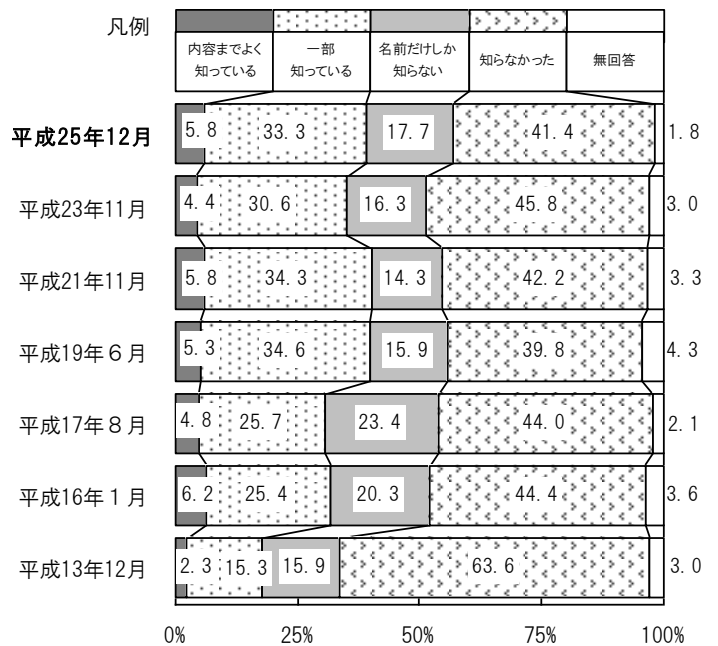 凡例
内容までよく
知っている
一部
知っている
名前だけしか
知らない
知らなかった
無回答
平成25年12月 5.8 33.3 17.7 41.4 1.8
平成23年11月 4.4 30.6 16.3 45.8 3.0
平成21年11月 5.8 34.3 14.3 42.2 3.3
平成19年6月 5.3 34.6 15.9 39.8 4.3
平成17年8月 4.8 25.7 23.4 44.0 2.1
平成16年1月 6.2 25.4 20.3 44.4 3.6
平成13年12月 2.3 15.3 15.9 63.6 3.0
0% 25% 50% 75% 100%